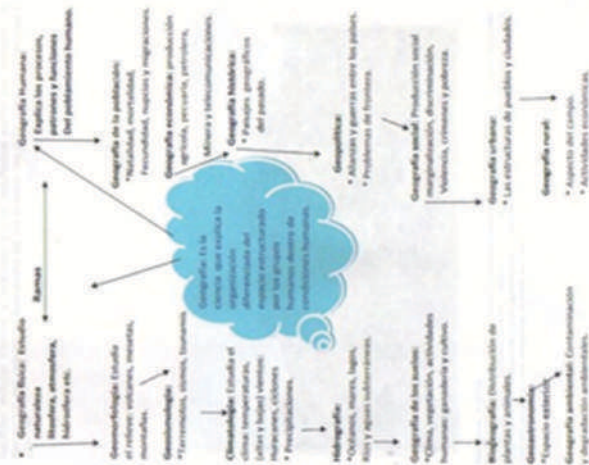 Geografía física: Estudio
naturaleza
litosfera, atmosfera,
hidrosfera etc.
Geomorfología: Estudio
el relieve: volcanes, mesetas,
montañas.
*Terremotos, sismos, tsunamis.
Climatología: Estudia el
clima: temperaturas,
(altas y bajas) vientos:
Huracanes, ciclones
* Precipitaciones.
Hidrografía:
*Océanos, mares, lagos,
Ríos y aguas subterráneas.
Geografía de los suelos:
*Clima, vegetación, actividades
humanas: ganadería y cultivo.
Biogeografía: Distribución de
plantas y animales.
*Espacio exterior.
Geografía ambiental: Contaminación
y degradación ambientales.
Ramas
Geografía: Es la
ciencia que explica la
organización
diferenciada del
espacio estructurado
por los grupos
humanos dentro de
condiciones humanas.
Geografía Humana:
Explica los procesos,
patrones y funciones
Del poblamiento humano.
Geografía de la población:
*Natalidad, mortalidad,
Fecundidad, nupcias y migraciones.
Geografía económica: producción
agrícola, pecuaria, petrolera,
Minera y telecomunicaciones.
Geografía histórica:
* Paisajes geográficos
del pasado.
Geopolítica:
* Alianzas y guerras entre los países.
* Problemas de frontera.
Geografía social: Producción social
marginalización, discriminación,
Violencia, crímenes y pobreza.
Geografía urbana:
* Las estructuras de pueblos y ciudades.
Geografía rural:
* Aspecto del campo.
* Actividades económicas.